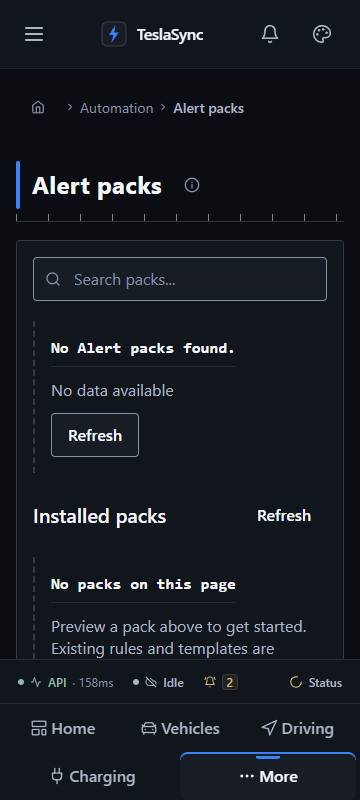 TeslaSync
Automation
Alert packs
Alert packs
Search packs...
No Alert packs found.
No data available
Refresh
Installed packs
Refresh
No packs on this page
Preview a pack above to get started.
Existing rules and templates are
API · 158ms
Idle
2
Status
Home
Vehicles
Driving
Charging
More